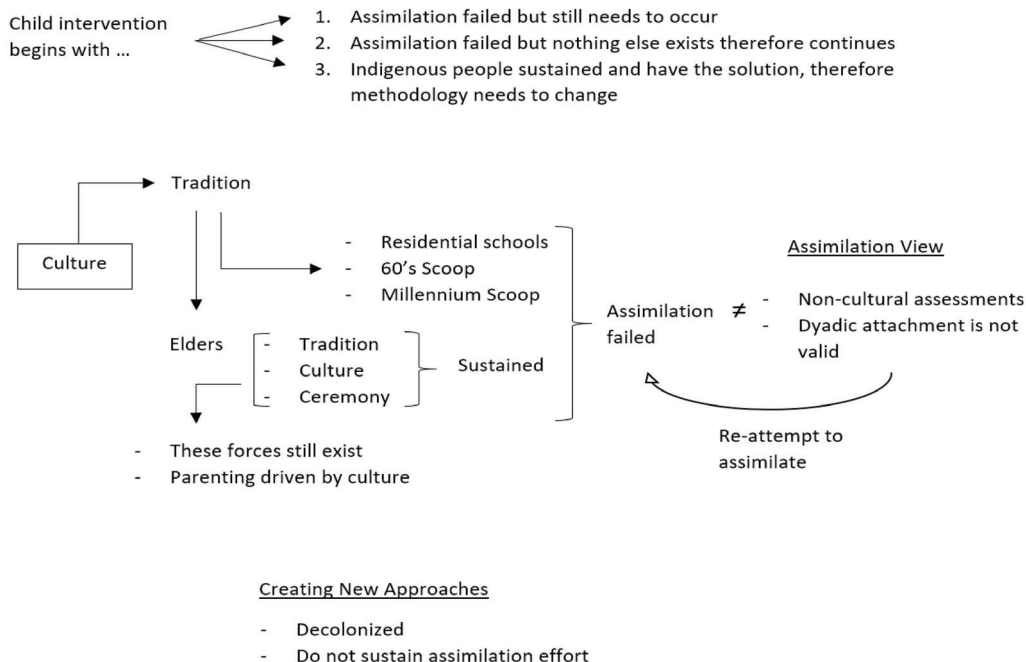 Child intervention
begins with …
1. Assimilation failed but still needs to occur
2. Assimilation failed but nothing else exists therefore continues
3. Indigenous people sustained and have the solution, therefore
methodology needs to change
Tradition
Culture
- Residential schools
- 60's Scoop
- Millennium Scoop
Elders
- Tradition
- Culture
- Ceremony
Sustained
- These forces still exist
- Parenting driven by culture
Assimilation
failed
≠
Assimilation View
- Non-cultural assessments
- Dyadic attachment is not
valid
Re-attempt to
assimilate
Creating New Approaches
- Decolonized
- Do not sustain assimilation effort